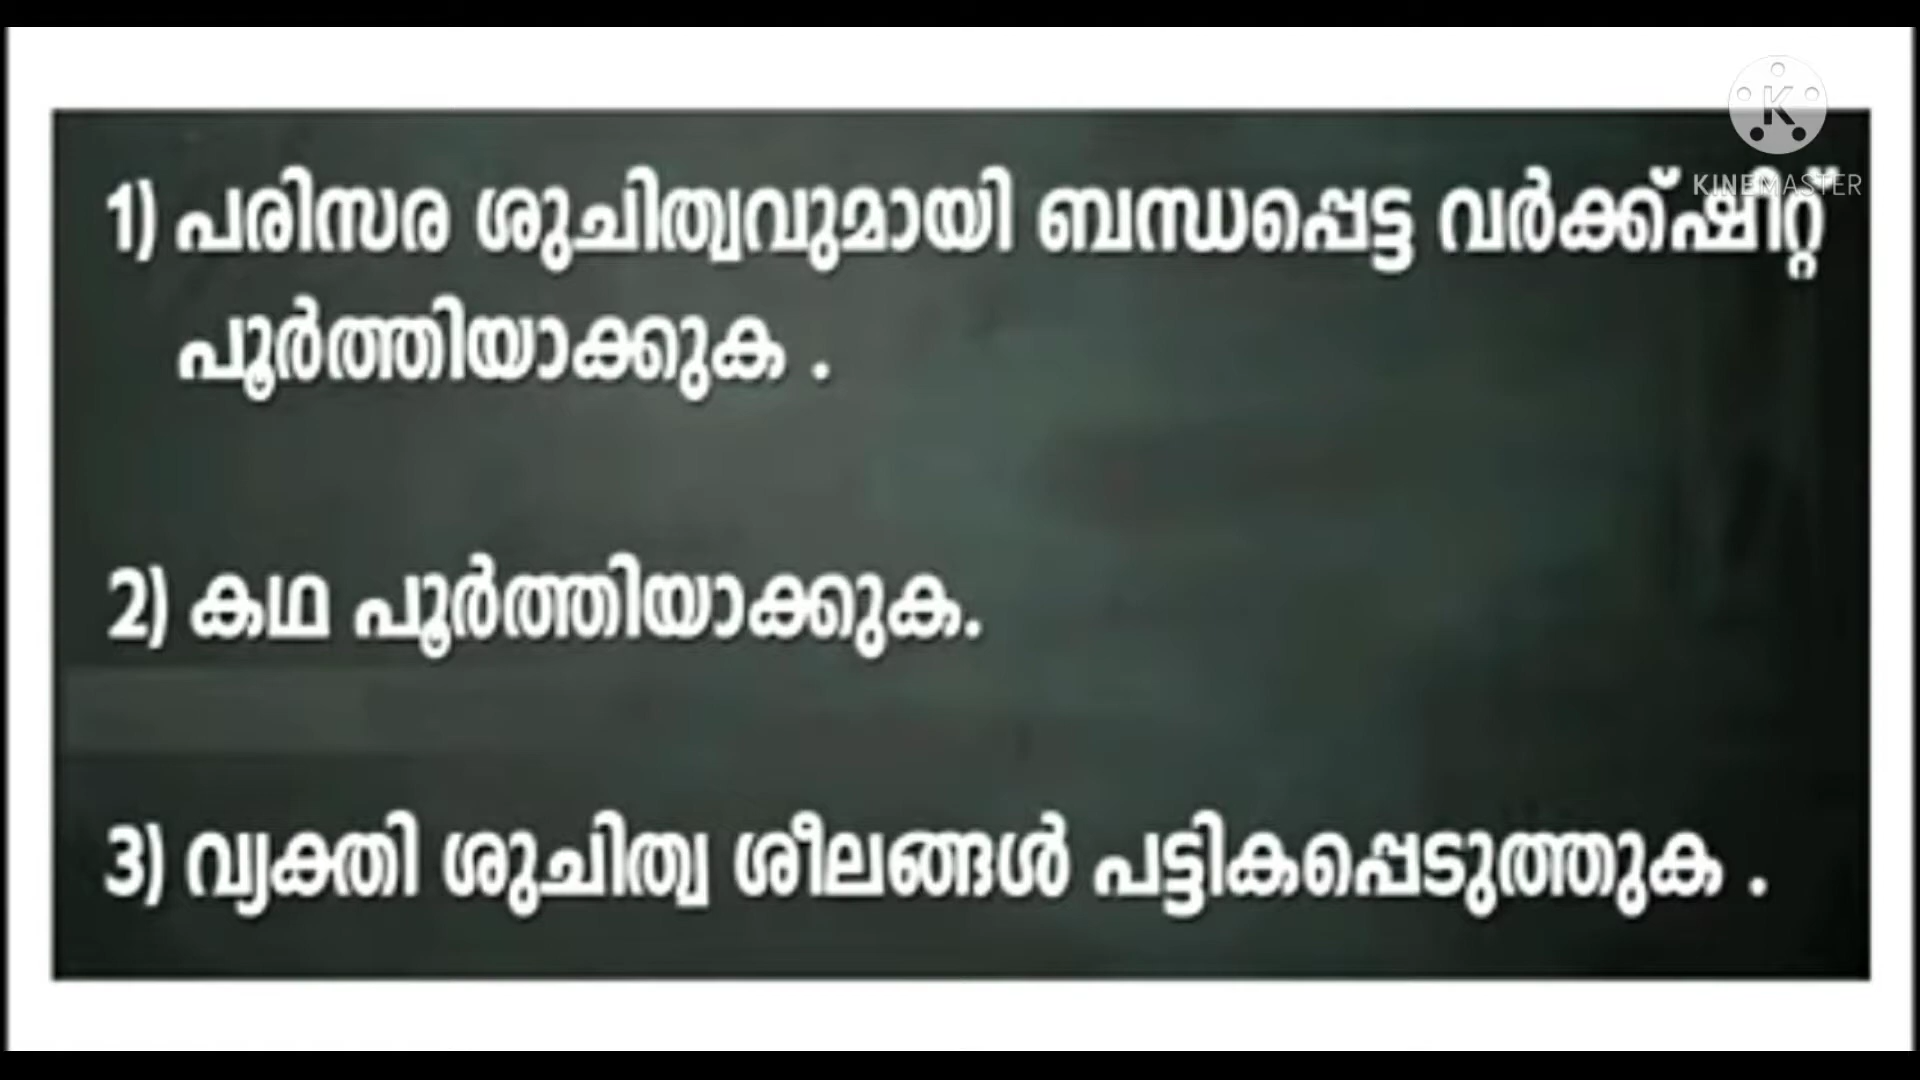 KINEMASTER
1) പരിസര ശുചിത്വവുമായി ബന്ധപ്പെട്ട വർക്ക്ഷീറ്റ്
പൂർത്തിയാക്കുക .
2) കഥ പൂർത്തിയാക്കുക.
3) വ്യക്തി ശുചിത്വ ശീലങ്ങൾ പട്ടികപ്പെടുത്തുക .